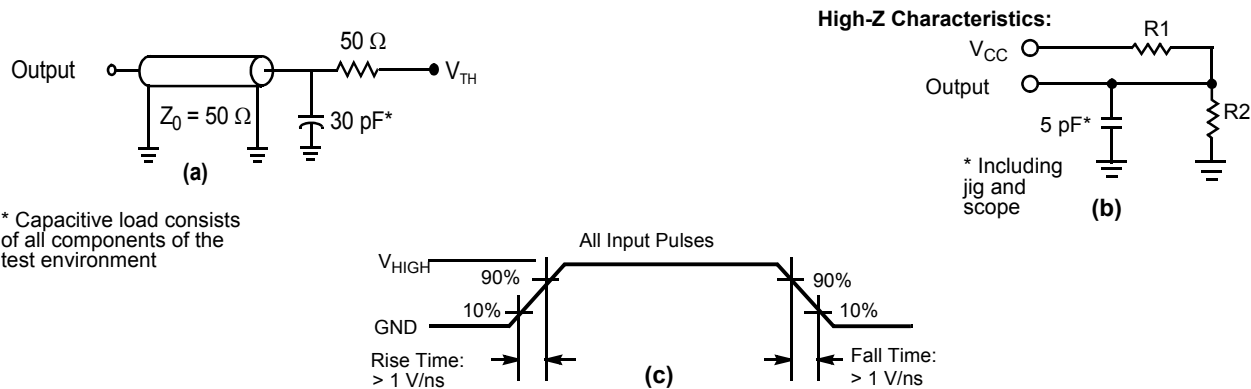 High-Z Characteristics:
50 Ω
Output
V_TH
Z_0 = 50 Ω
30 pF*
(a)
* Capacitive load consists
of all components of the
test environment
R1
V_CC
Output
5 pF*
R2
* Including
jig and
scope
(b)
All Input Pulses
V_HIGH
90%
90%
10%
10%
GND
Rise Time:
> 1 V/ns
(c)
Fall Time:
> 1 V/ns